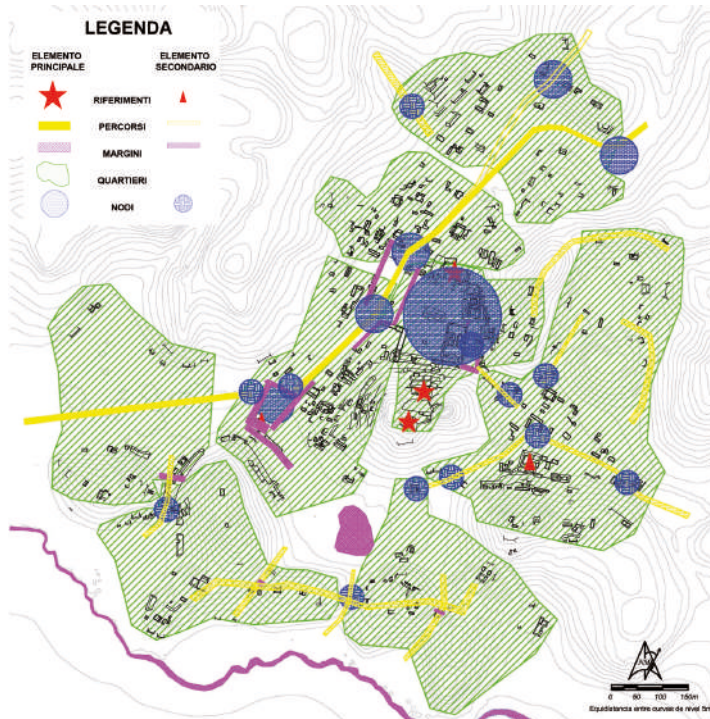 LEGENDA
ELEMENTO PRINCIPALE
ELEMENTO SECONDARIO
RIFERIMENTI
PERCORSI
MARGINI
QUARTIERI
NODI
0 50 100 150m
Equidistancia entre curvas de nivel 5m